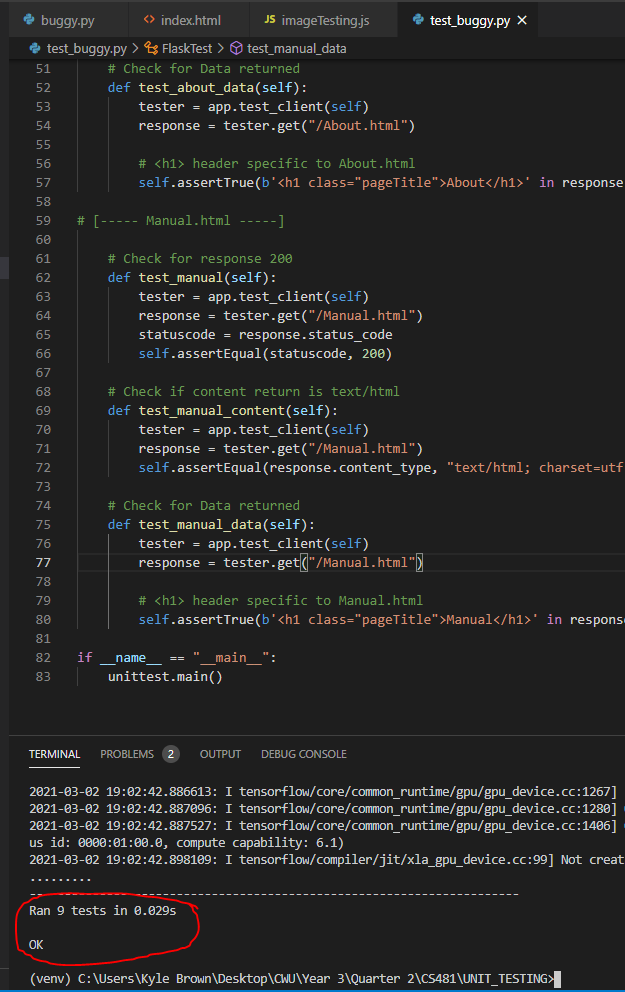 buggy.py index.html JS imageTesting.js test_buggy.py
test_buggy.py > FlaskTest > test_manual_data
51 # Check for Data returned
52 def test_about_data(self):
53 tester = app.test_client(self)
54 response = tester.get("/About.html")
55
56 # <h1> header specific to About.html
57 self.assertTrue(b'<h1 class="pageTitle">About</h1>' in response
58
59 # [----- Manual.html -----]
60
61 # Check for response 200
62 def test_manual(self):
63 tester = app.test_client(self)
64 response = tester.get("/Manual.html")
65 statuscode = response.status_code
66 self.assertEqual(statuscode, 200)
67
68 # Check if content return is text/html
69 def test_manual_content(self):
70 tester = app.test_client(self)
71 response = tester.get("/Manual.html")
72 self.assertEqual(response.content_type, "text/html; charset=utf
73
74 # Check for Data returned
75 def test_manual_data(self):
76 tester = app.test_client(self)
77 response = tester.get("/Manual.html")
78
79 # <h1> header specific to Manual.html
80 self.assertTrue(b'<h1 class="pageTitle">Manual</h1>' in respons
81
82 if __name__ == "__main__":
83 unittest.main()
TERMINAL PROBLEMS 2 OUTPUT DEBUG CONSOLE
2021-03-02 19:02:42.886613: I tensorflow/core/common_runtime/gpu/gpu_device.cc:1267]
2021-03-02 19:02:42.887096: I tensorflow/core/common_runtime/gpu/gpu_device.cc:1280]
2021-03-02 19:02:42.887527: I tensorflow/core/common_runtime/gpu/gpu_device.cc:1406]
us id: 0000:01:00.0, compute capability: 6.1)
2021-03-02 19:02:42.898109: I tensorflow/compiler/jit/xla_gpu_device.cc:99] Not creat
.........
----------------------------------------------------------------------
Ran 9 tests in 0.029s
OK
(venv) C:\Users\Kyle Brown\Desktop\CWU\Year 3\Quarter 2\CS481\UNIT_TESTING>